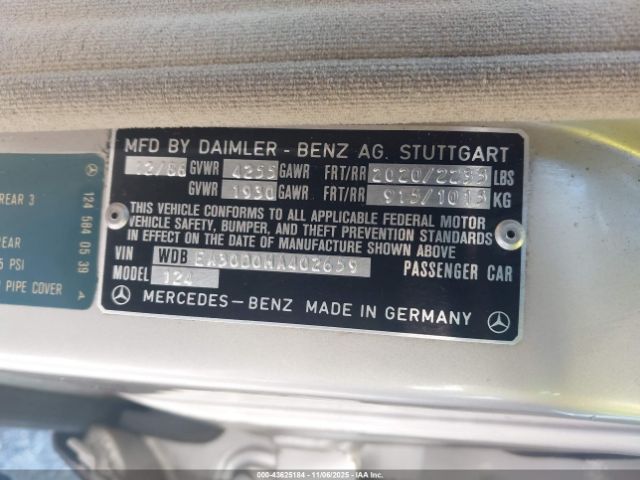 MFD BY DAIMLER - BENZ AG. STUTTGART
12/86 GVWR 4255 GAWR FRT/RR 2020/2235 LBS
GVWR 1930 GAWR FRT/RR 915/1015 KG
THIS VEHICLE CONFORMS TO ALL APPLICABLE FEDERAL MOTOR
VEHICLE SAFETY, BUMPER, AND THEFT PREVENTION STANDARDS
IN EFFECT ON THE DATE OF MANUFACTURE SHOWN ABOVE
VIN WDB EA30D0HA402659
MODEL 124 PASSENGER CAR
MERCEDES-BENZ MADE IN GERMANY
REAR 3
REAR
5 PSI
PIPE COVER
124 584 05 39
000-43625184 - 11/06/2025 - IAAI.COM